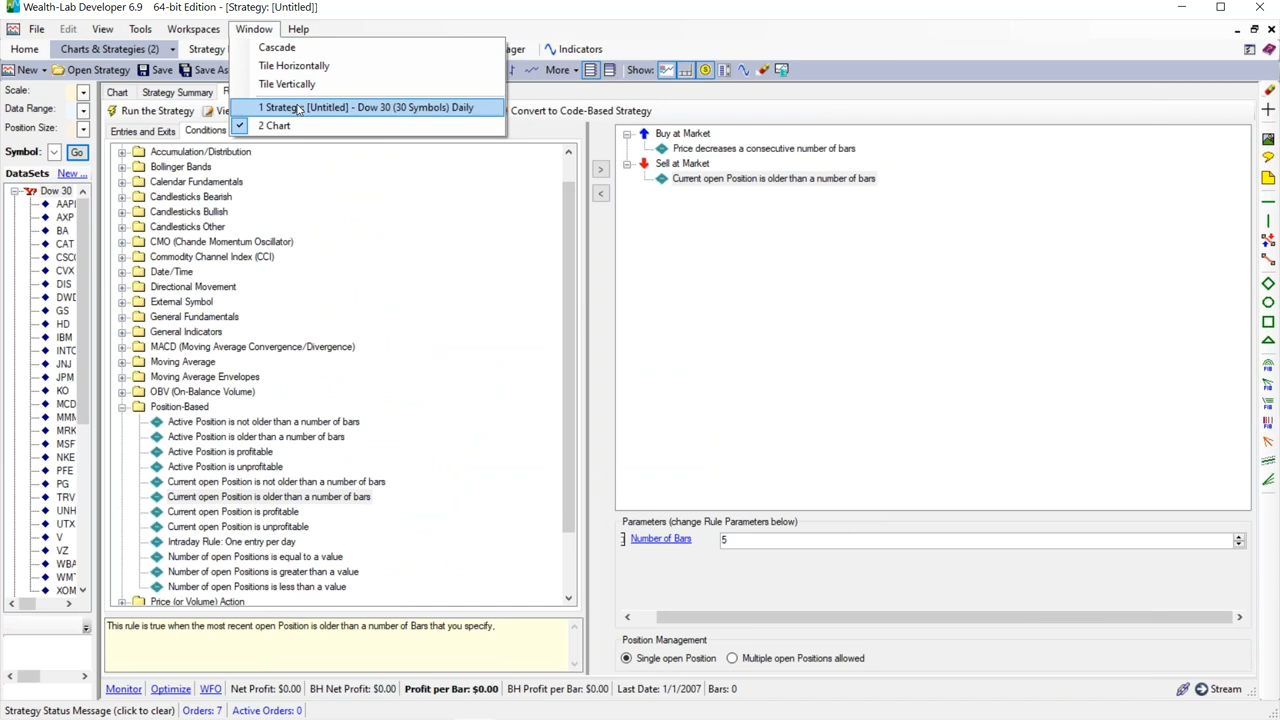 Wealth-Lab Developer 6.9 64-bit Edition - [Strategy: [Untitled]]
File Edit View Tools Workspaces Window Help
Home Charts & Strategies (2) Strategy Indicators
New Open Strategy Save Save As More Show:
Cascade
Tile Horizontally
Tile Vertically
1 Strategy [Untitled] - Dow 30 (30 Symbols) Daily
2 Chart
Scale:
Data Range:
Position Size:
Symbol: Go
DataSets New ...
Dow 30
AXP
BA
CAT
CVX
DIS
GS
HD
IBM
JNJ
JPM
KO
MRK
NKE
PFE
PG
TRV
UTX
V
VZ
XOM
Chart Strategy Summary
Run the Strategy Convert to Code-Based Strategy
Entries and Exits Conditions
Accumulation/Distribution
Bollinger Bands
Calendar Fundamentals
Candlesticks Bearish
Candlesticks Bullish
Candlesticks Other
CMO (Chande Momentum Oscillator)
Commodity Channel Index (CCI)
Date/Time
Directional Movement
External Symbol
General Fundamentals
General Indicators
MACD (Moving Average Convergence/Divergence)
Moving Average
Moving Average Envelopes
OBV (On-Balance Volume)
Position-Based
Active Position is not older than a number of bars
Active Position is older than a number of bars
Active Position is profitable
Active Position is unprofitable
Current open Position is not older than a number of bars
Current open Position is older than a number of bars
Current open Position is profitable
Current open Position is unprofitable
Intraday Rule: One entry per day
Number of open Positions is equal to a value
Number of open Positions is greater than a value
Number of open Positions is less than a value
Price (or Volume) Action
This rule is true when the most recent open Position is older than a number of Bars that you specify,
>
<
Buy at Market
Price decreases a consecutive number of bars
Sell at Market
Current open Position is older than a number of bars
Parameters (change Rule Parameters below)
Number of Bars 5
Position Management
Single open Position Multiple open Positions allowed
Monitor Optimize WFO Net Profit: $0.00 BH Net Profit: $0.00 Profit per Bar: $0.00 BH Profit per Bar: $0.00 Last Date: 1/1/2007 Bars: 0 Stream
Strategy Status Message (click to clear) Orders: 7 Active Orders: 0